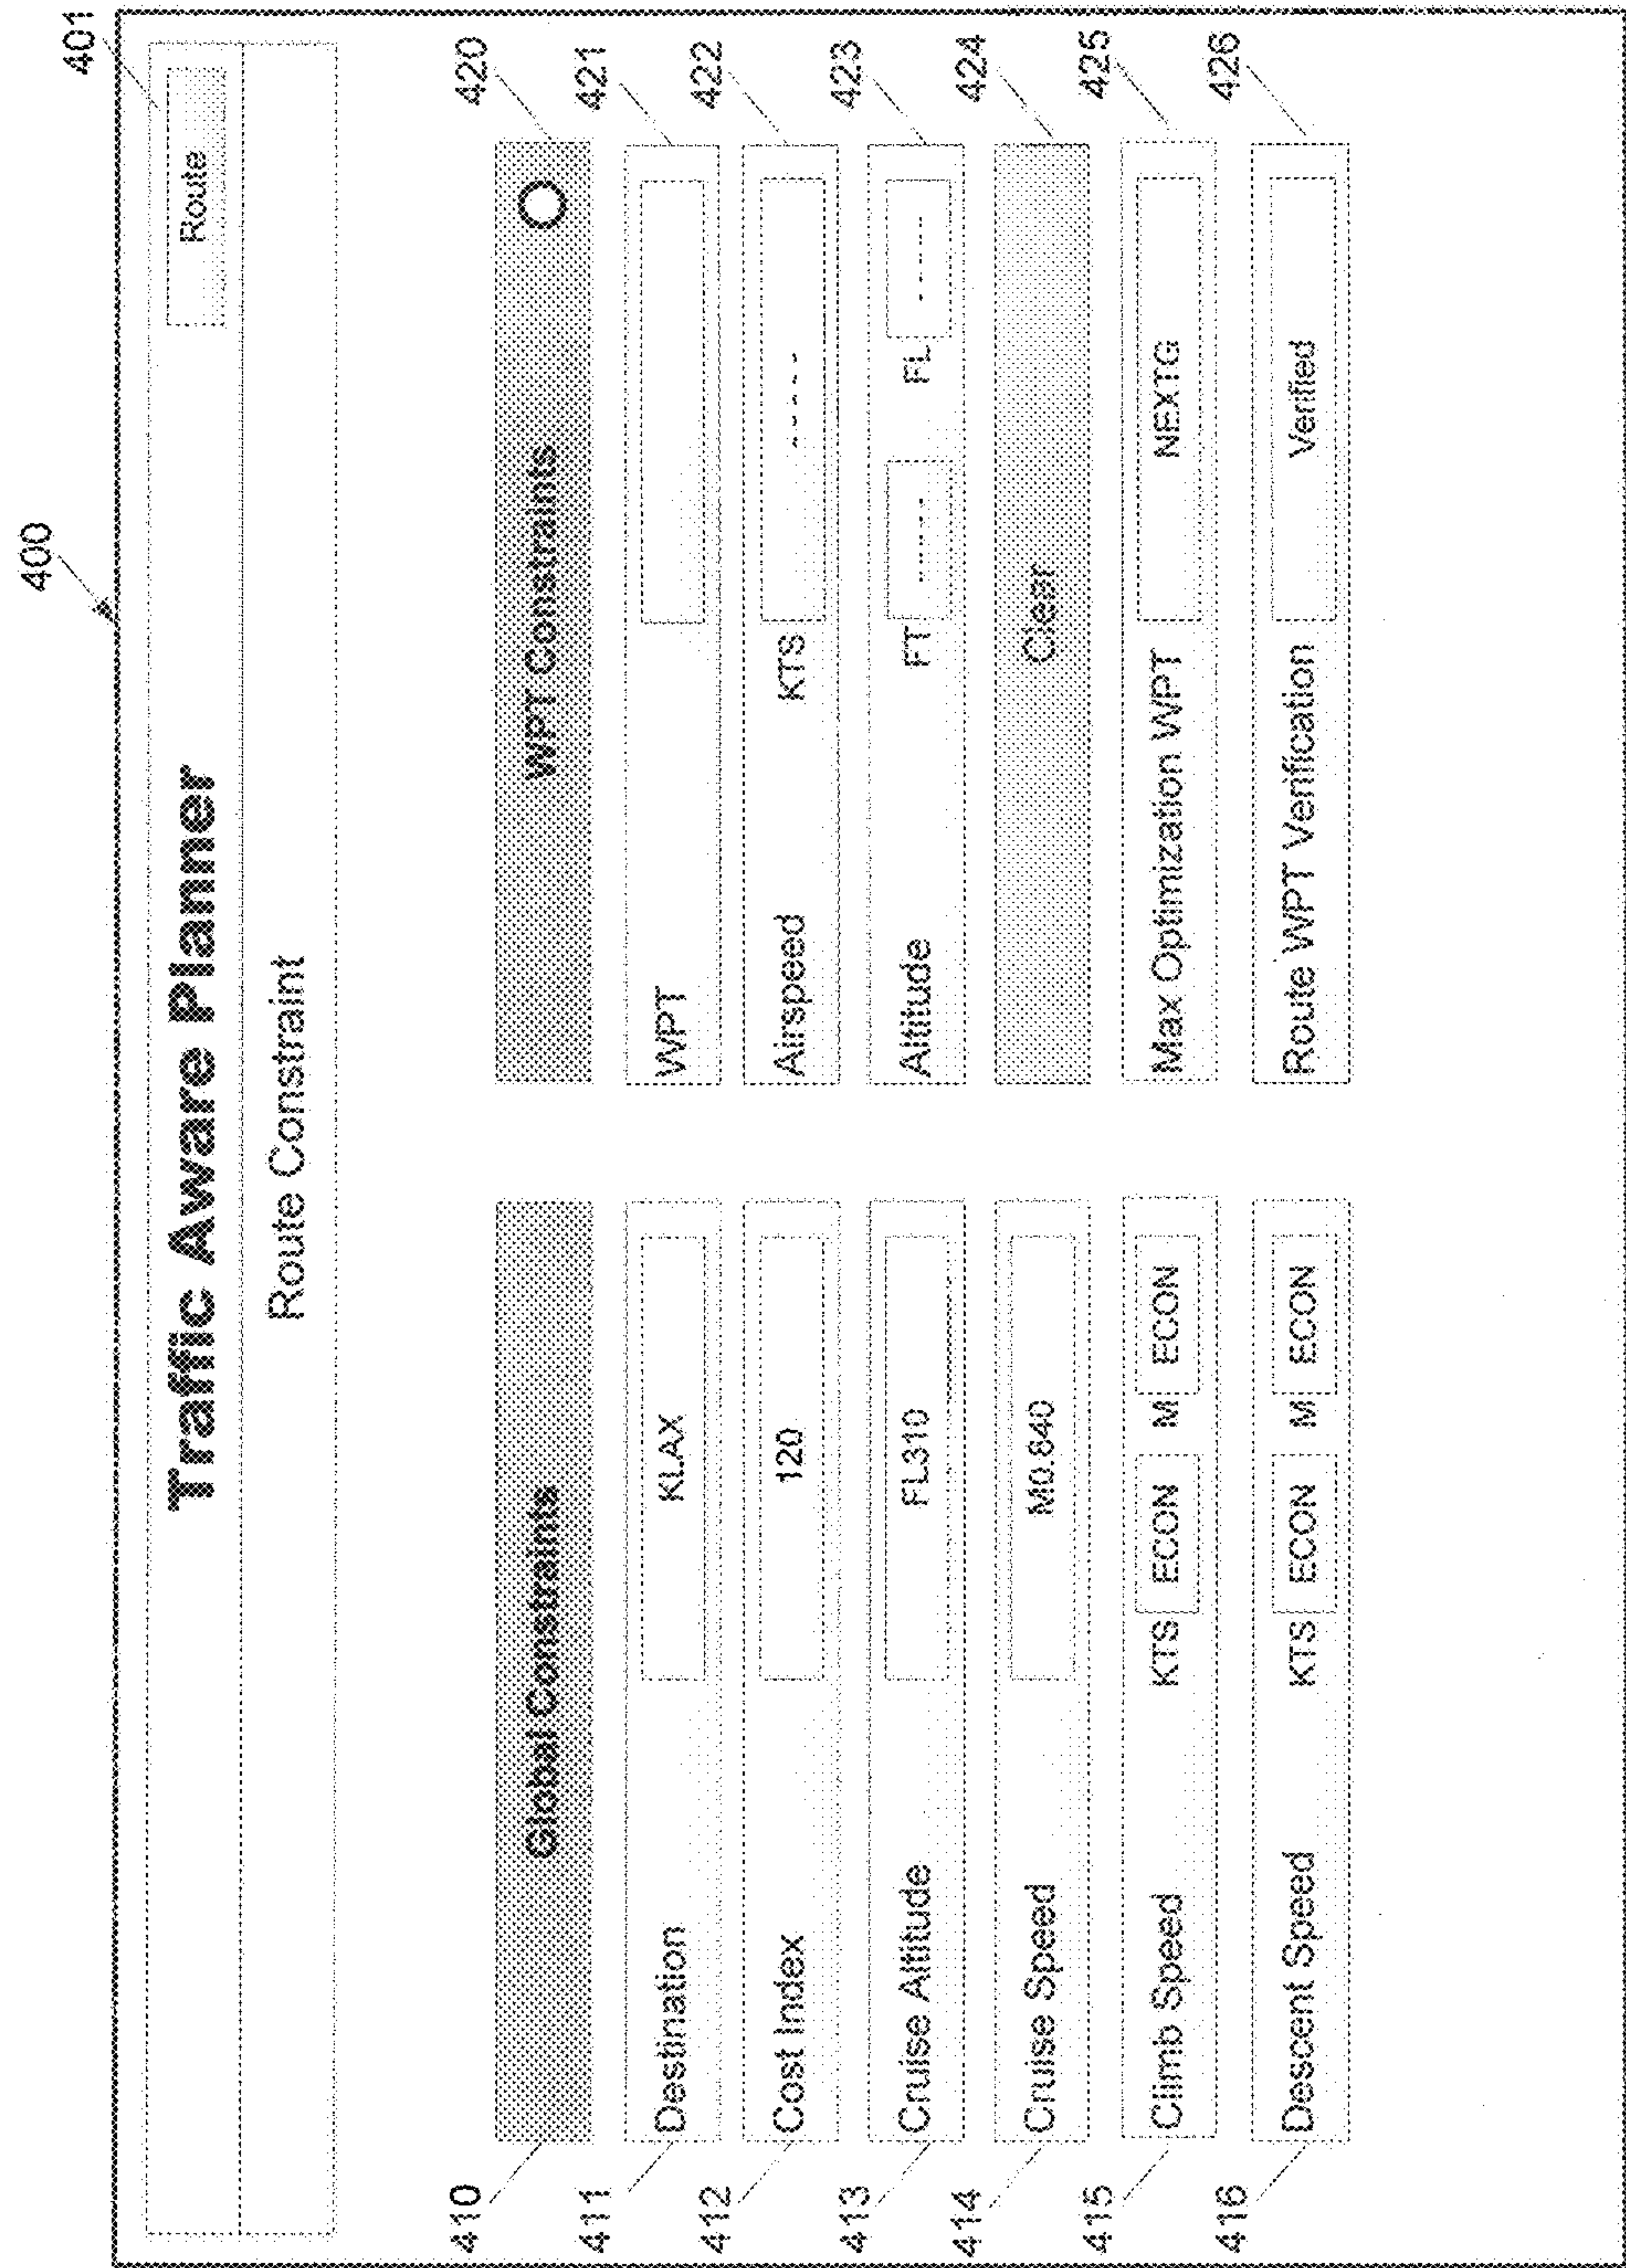 400
Traffic Aware Planner
Route
401
Route Constraint
410
Global Constraints
WPT Constraints
420
411
Destination
KLAX
WPT
421
412
Cost Index
120
Airspeed
KTS
-----
422
413
Cruise Altitude
FL310
Altitude
FT
-----
FL
-----
423
414
Cruise Speed
M0.840
Clear
424
415
Climb Speed
KTS
ECON
M
ECON
Max Optimization WPT
NEXTG
425
416
Descent Speed
KTS
ECON
M
ECON
Route WPT Verification
Verified
426